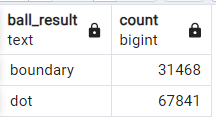 ball_result count
text bigint
boundary 31468
dot 67841